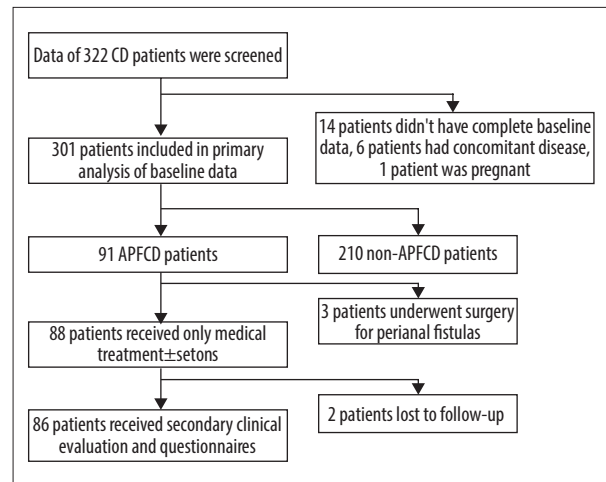 Data of 322 CD patients were screened
14 patients didn't have complete baseline
data, 6 patients had concomitant disease,
1 patient was pregnant
301 patients included in primary
analysis of baseline data
91 APFCD patients
210 non-APFCD patients
3 patients underwent surgery
for perianal fistulas
88 patients received only medical
treatment±setons
2 patients lost to follow-up
86 patients received secondary clinical
evaluation and questionnaires